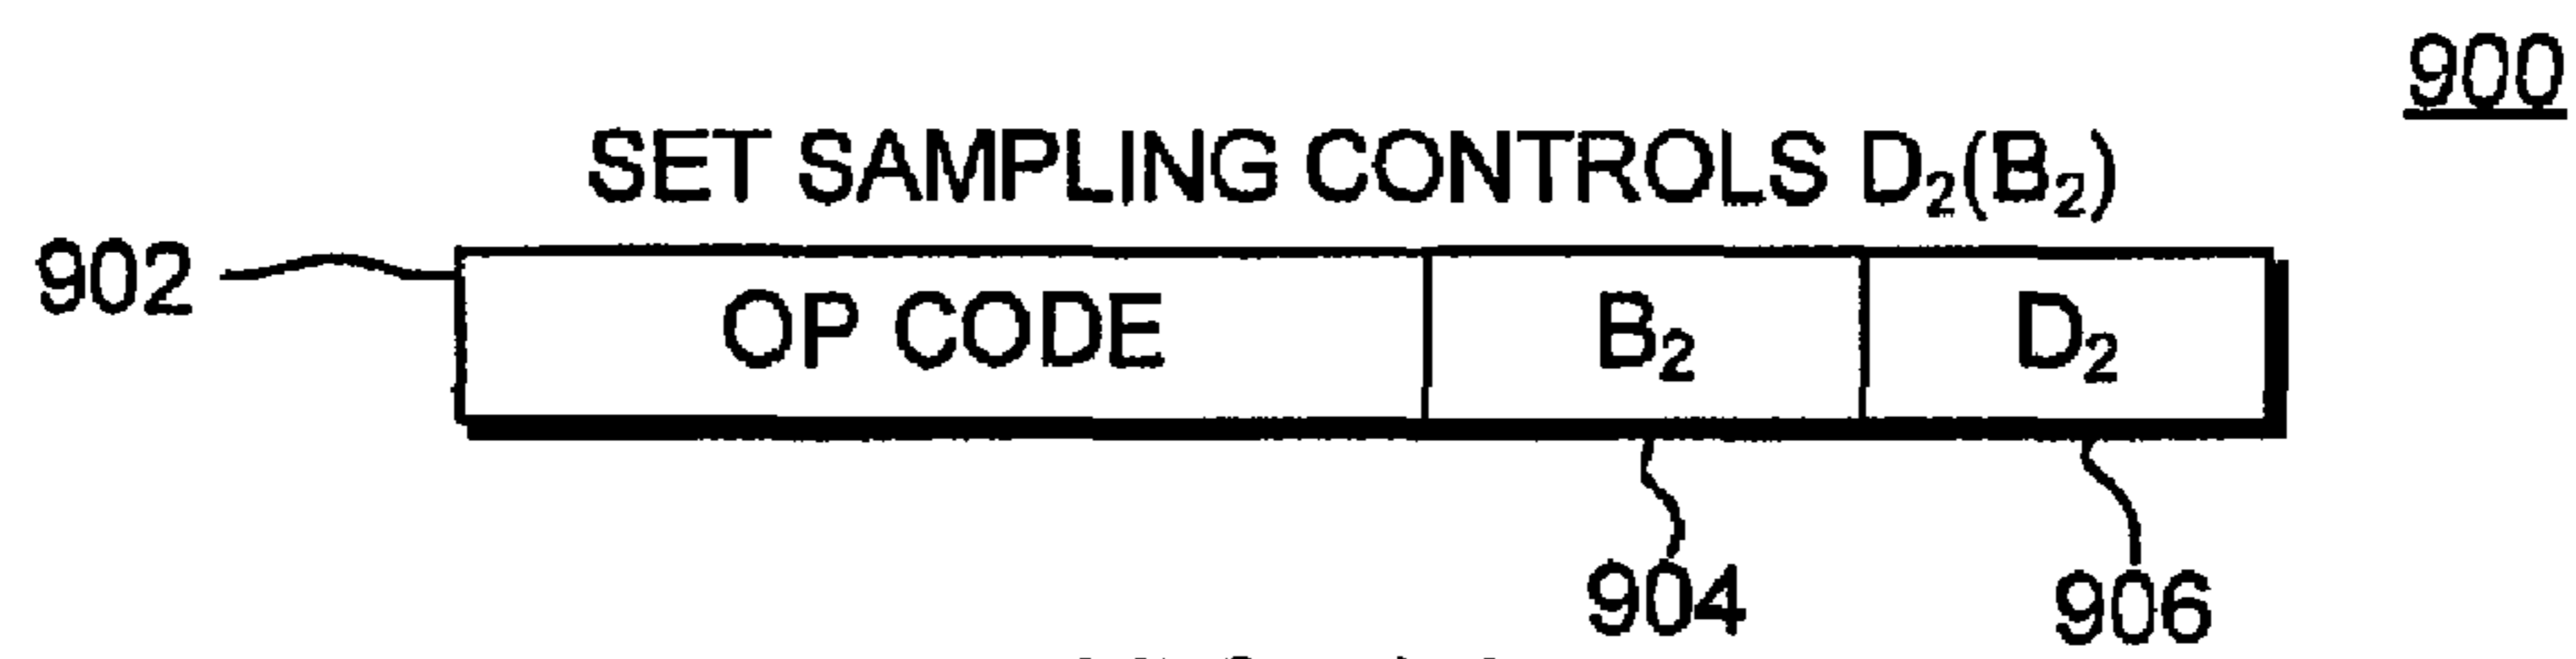 900
SET SAMPLING CONTROLS D₂(B₂)
902
OP CODE B₂ D₂
904 906